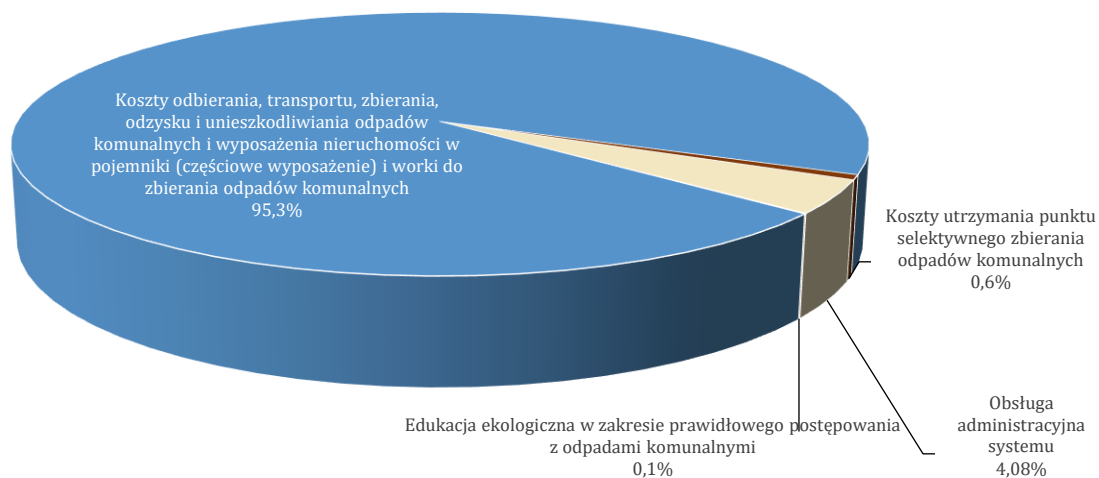 Koszty odbierania, transportu, zbierania,
odzysku i unieszkodliwiania odpadów
komunalnych i wyposażenia nieruchomości w
pojemniki (częściowe wyposażenie) i worki do
zbierania odpadów komunalnych
95,3%
Koszty utrzymania punktu
selektywnego zbierania
odpadów komunalnych
0,6%
Obsługa
administracyjna
systemu
4,08%
Edukacja ekologiczna w zakresie prawidłowego postępowania
z odpadami komunalnymi
0,1%